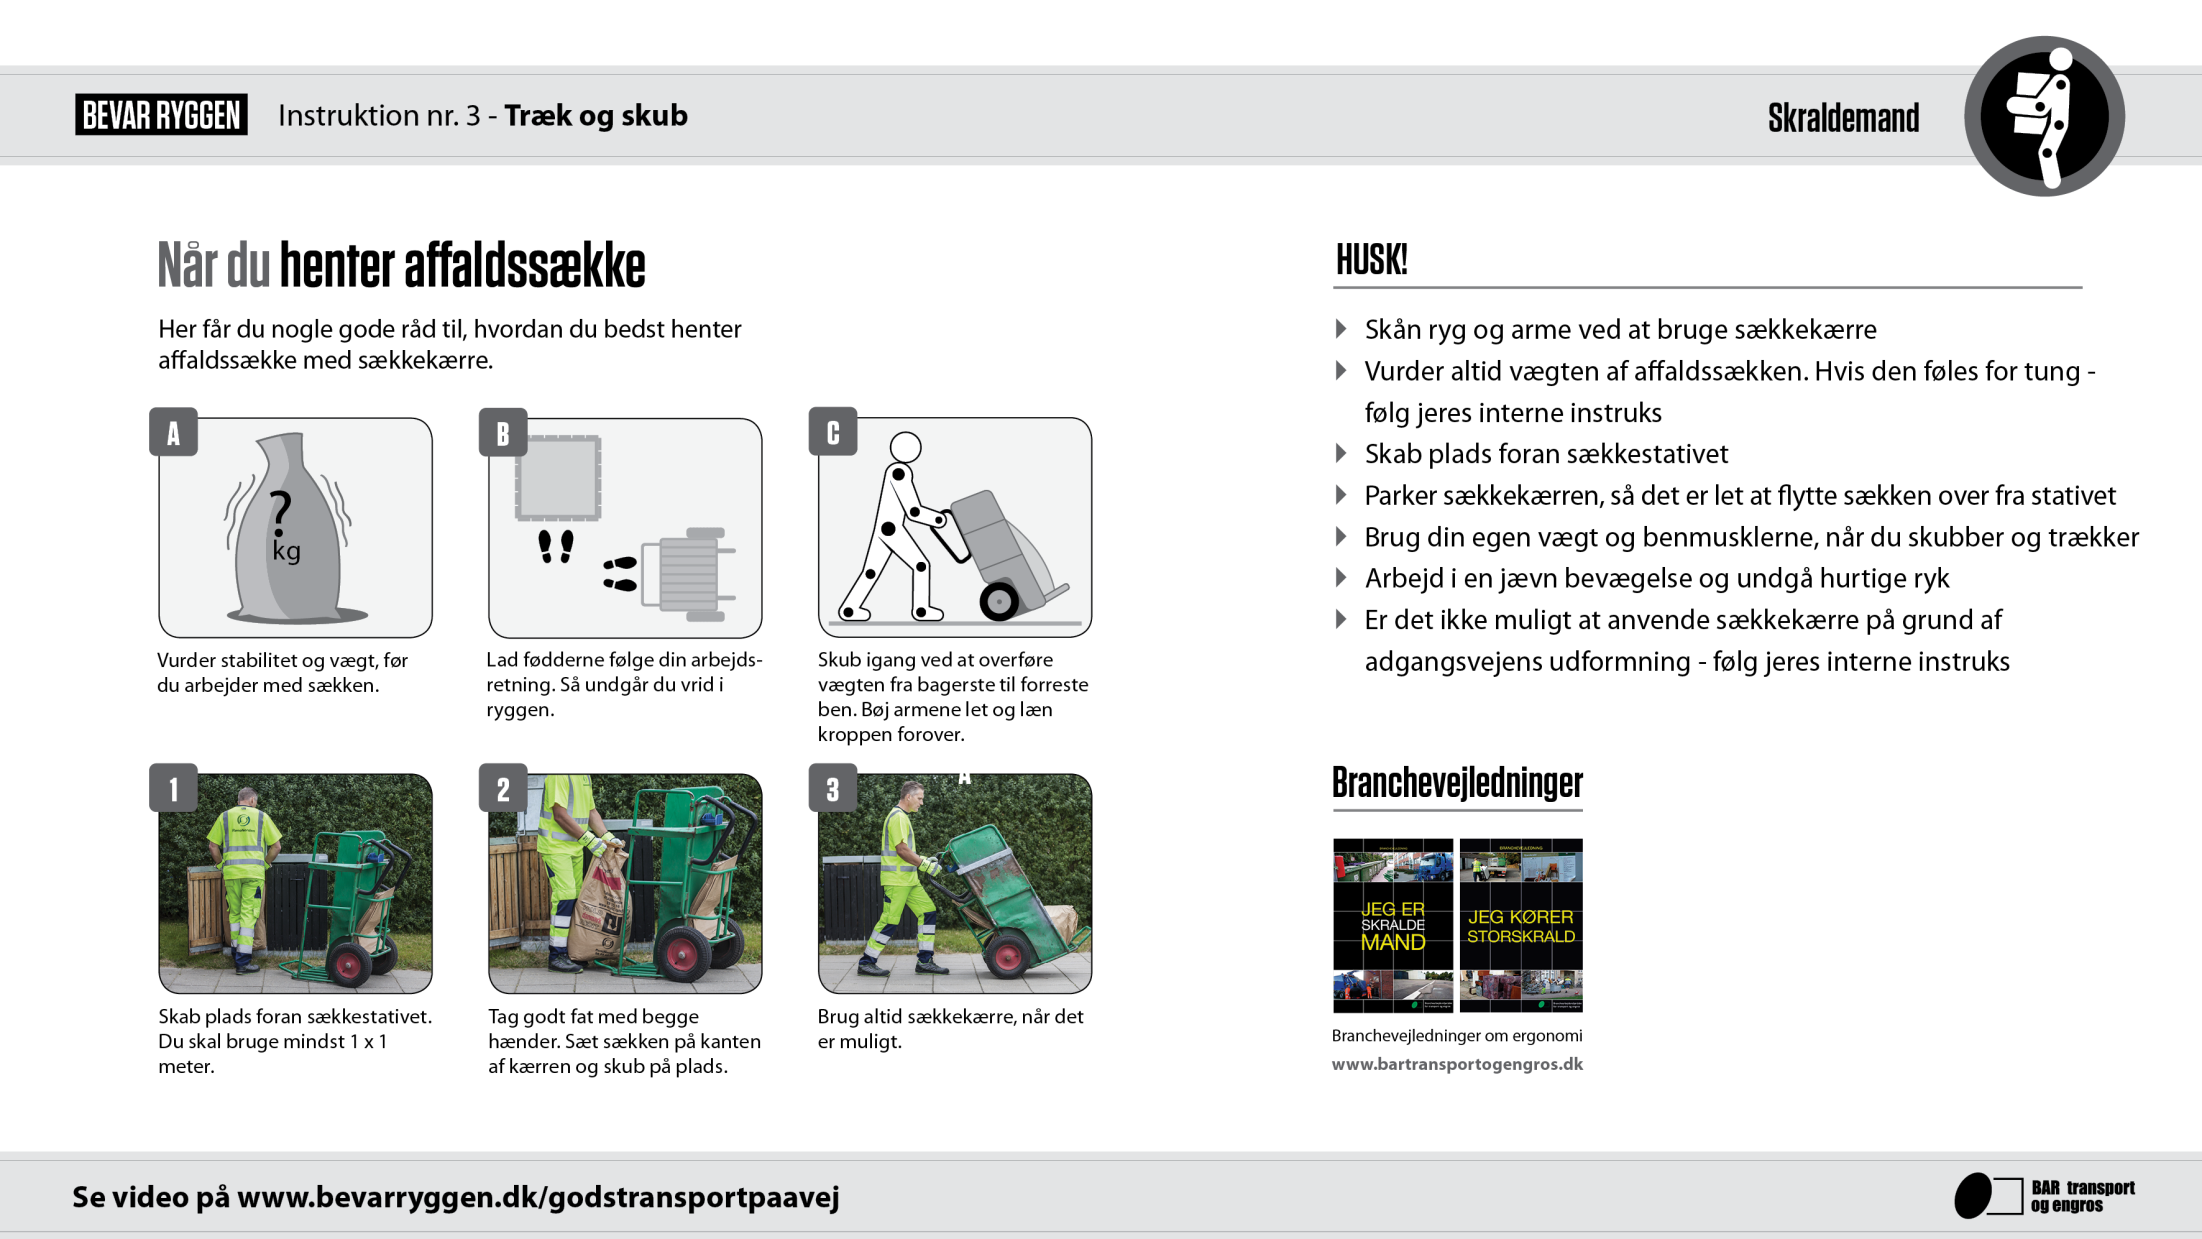 BEVAR RYGGEN Instruktion nr. 3 - Træk og skub
Skraldemand
Når du henter affaldssække
Her får du nogle gode råd til, hvordan du bedst henter
affaldssække med sækkekærre.
A
?
kg
Vurder stabilitet og vægt, før
du arbejder med sækken.
B
Lad fødderne følge din arbejds-
retning. Så undgår du vrid i
ryggen.
C
Skub igang ved at overføre
vægten fra bagerste til forreste
ben. Bøj armene let og læn
kroppen forover.
1
Skab plads foran sækkestativet.
Du skal bruge mindst 1 x 1
meter.
2
Tag godt fat med begge
hænder. Sæt sækken på kanten
af kærren og skub på plads.
3
A
Brug altid sækkekærre, når det
er muligt.
HUSK!
Skån ryg og arme ved at bruge sækkekærre
Vurder altid vægten af affaldssækken. Hvis den føles for tung -
følg jeres interne instruks
Skab plads foran sækkestativet
Parker sækkekærren, så det er let at flytte sækken over fra stativet
Brug din egen vægt og benmusklerne, når du skubber og trækker
Arbejd i en jævn bevægelse og undgå hurtige ryk
Er det ikke muligt at anvende sækkekærre på grund af
adgangsvejens udformning - følg jeres interne instruks
Branchevejledninger
BRANCHEVEJLEDNING
JEG ER
SKRALDE
MAND
BRANCHEVEJLEDNING
JEG KØRER
STORSKRALD
Branchevejledninger om ergonomi
www.bartransportogengros.dk
Se video på www.bevarryggen.dk/godstransportpaavej
BAR transport
og engros